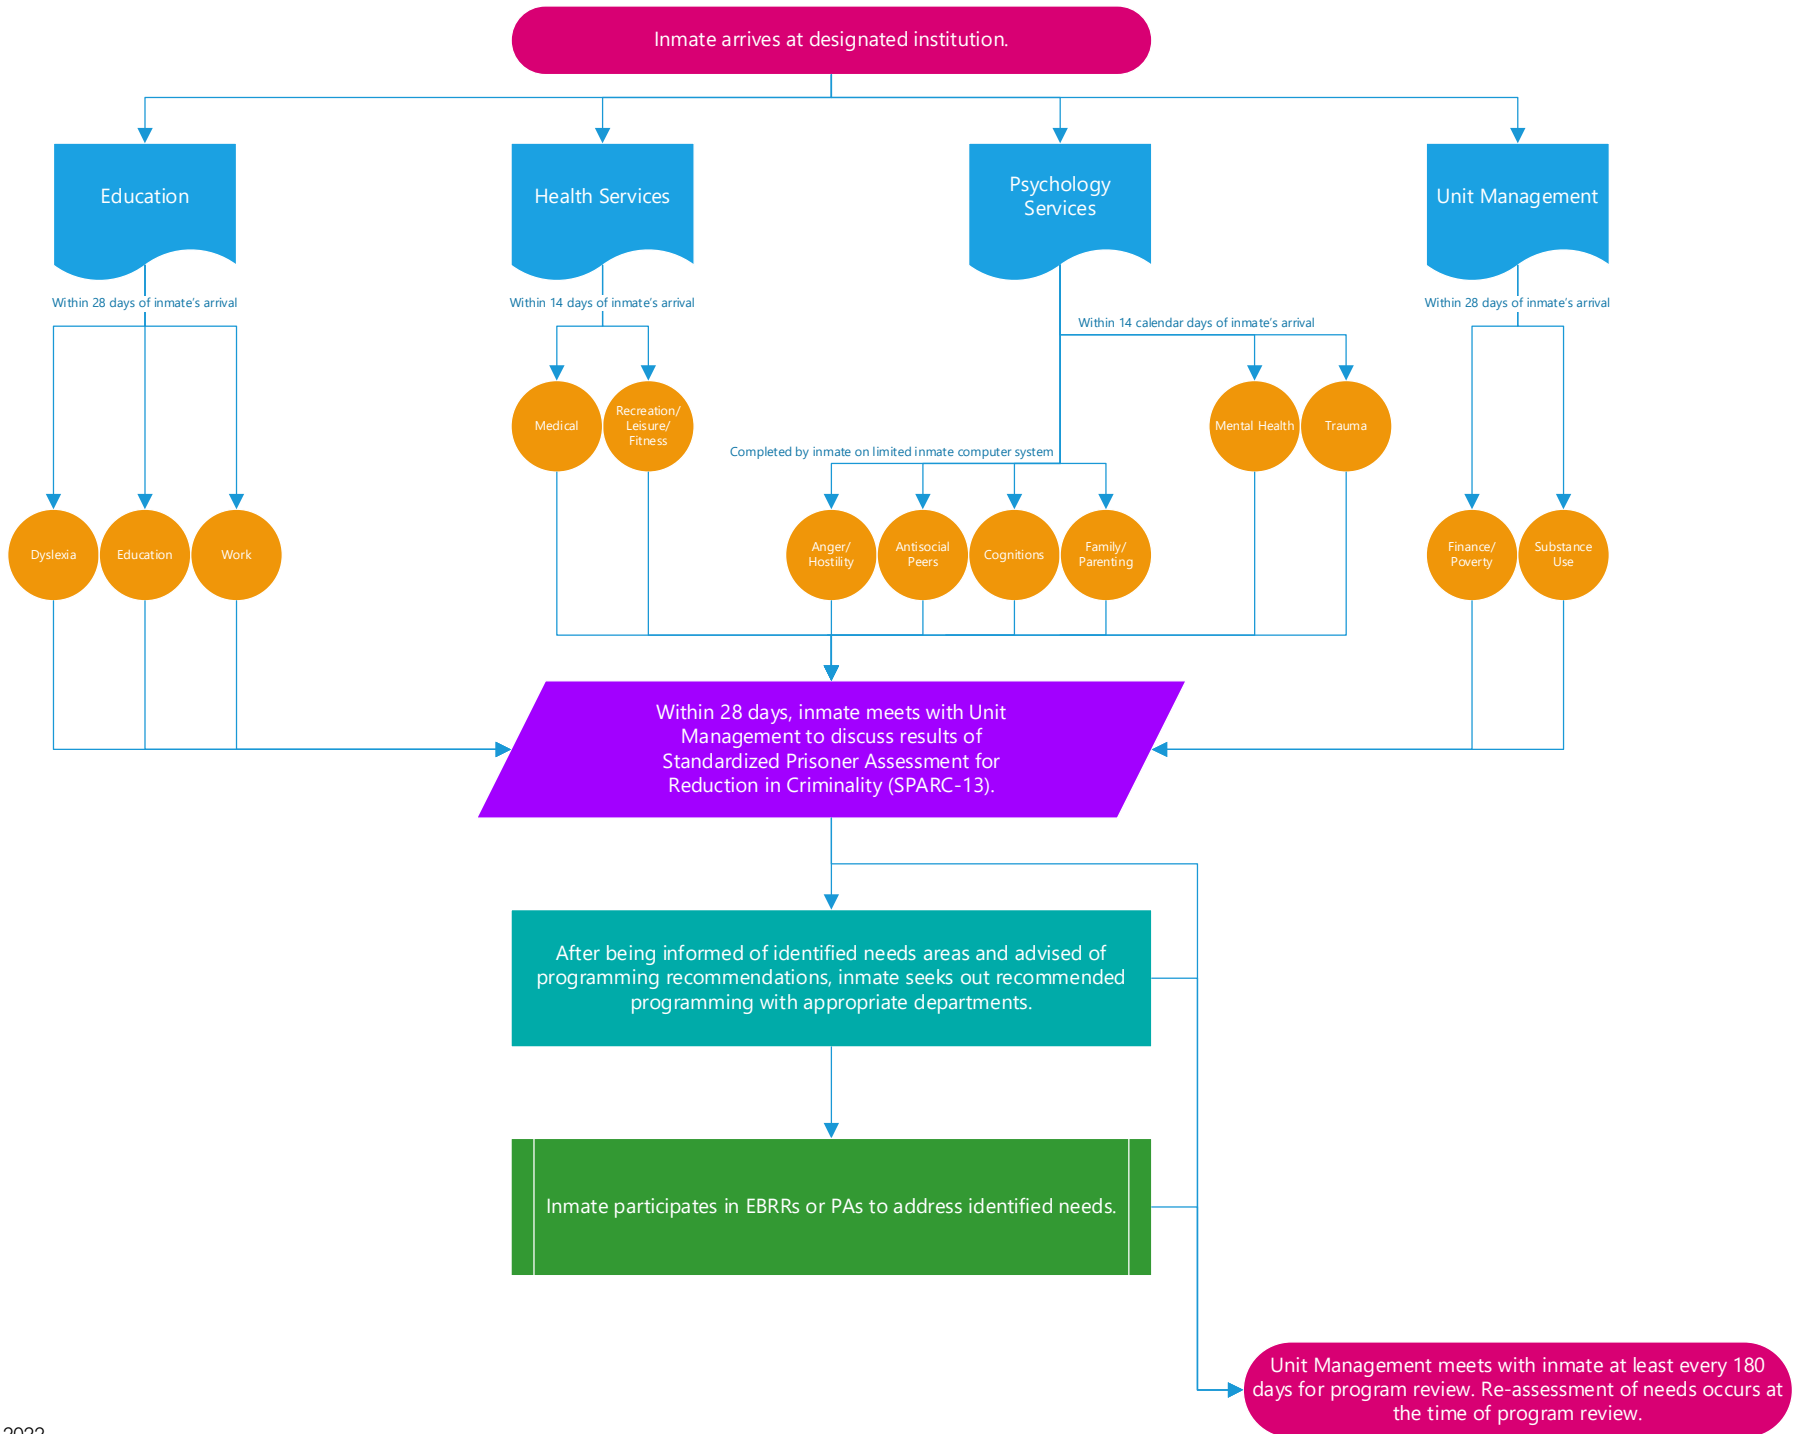 Inmate arrives at designated institution.
Education
Health Services
Psychology
Services
Unit Management
Within 28 days of inmate's arrival
Within 14 days of inmate's arrival
Within 14 calendar days of inmate's arrival
Within 28 days of inmate's arrival
Medical
Recreation/
Leisure/
Fitness
Mental Health
Trauma
Completed by inmate on limited inmate computer system
Dyslexia
Education
Work
Anger/
Hostility
Antisocial
Peers
Cognitions
Family/
Parenting
Finance/
Poverty
Substance
Use
Within 28 days, inmate meets with Unit
Management to discuss results of
Standardized Prisoner Assessment for
Reduction in Criminality (SPARC-13).
After being informed of identified needs areas and advised of
programming recommendations, inmate seeks out recommended
programming with appropriate departments.
Inmate participates in EBRRs or PAs to address identified needs.
Unit Management meets with inmate at least every 180
days for program review. Re-assessment of needs occurs at
the time of program review.